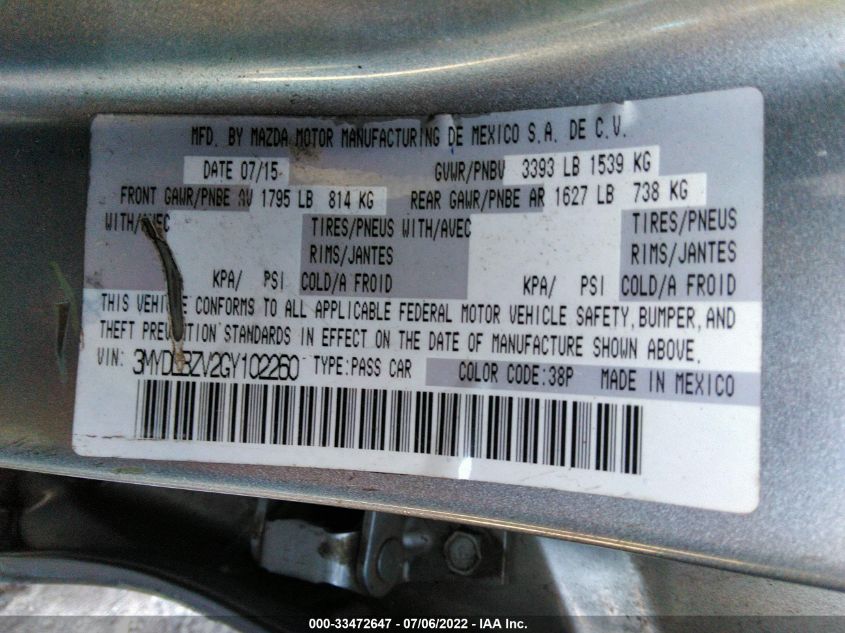 MFD. BY MAZDA MOTOR MANUFACTURING DE MEXICO S.A. DE C.V.
DATE 07/15 GVWR/PNBV 3393 LB 1539 KG
FRONT GAWR/PNBE AV 1795 LB 814 KG REAR GAWR/PNBE AR 1627 LB 738 KG
WITH/AVEC TIRES/PNEUS WITH/AVEC TIRES/PNEUS
RIMS/JANTES RIMS/JANTES
KPA/ PSI COLD/A FROID KPA/ PSI COLD/A FROID
THIS VEHICLE CONFORMS TO ALL APPLICABLE FEDERAL MOTOR VEHICLE SAFETY, BUMPER, AND
THEFT PREVENTION STANDARDS IN EFFECT ON THE DATE OF MANUFACTURE SHOWN ABOVE.
VIN: TYPE:PASS CAR COLOR CODE:38P MADE IN MEXICO
000-33472647 - 07/06/2022 - IAA Inc.